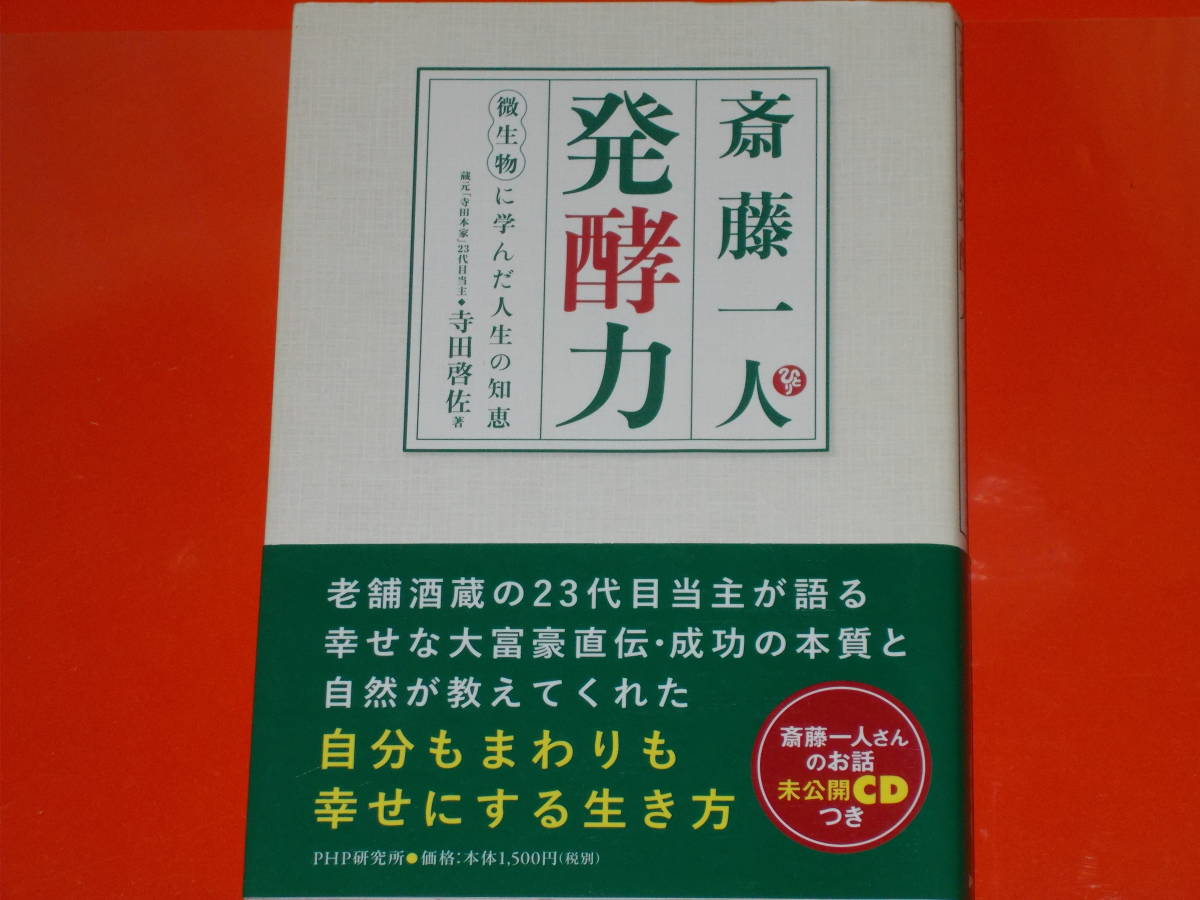 斎藤一人
ひとり
発酵力
微生物に学んだ人生の知恵
蔵元「寺田本家」23代目当主◆寺田啓佐 著
老舗酒蔵の23代目当主が語る
幸せな大富豪直伝・成功の本質と
自然が教えてくれた
自分もまわりも
幸せにする生き方
斎藤一人さん
のお話
未公開CD
つき
PHP研究所●価格：本体1,500円（税別）